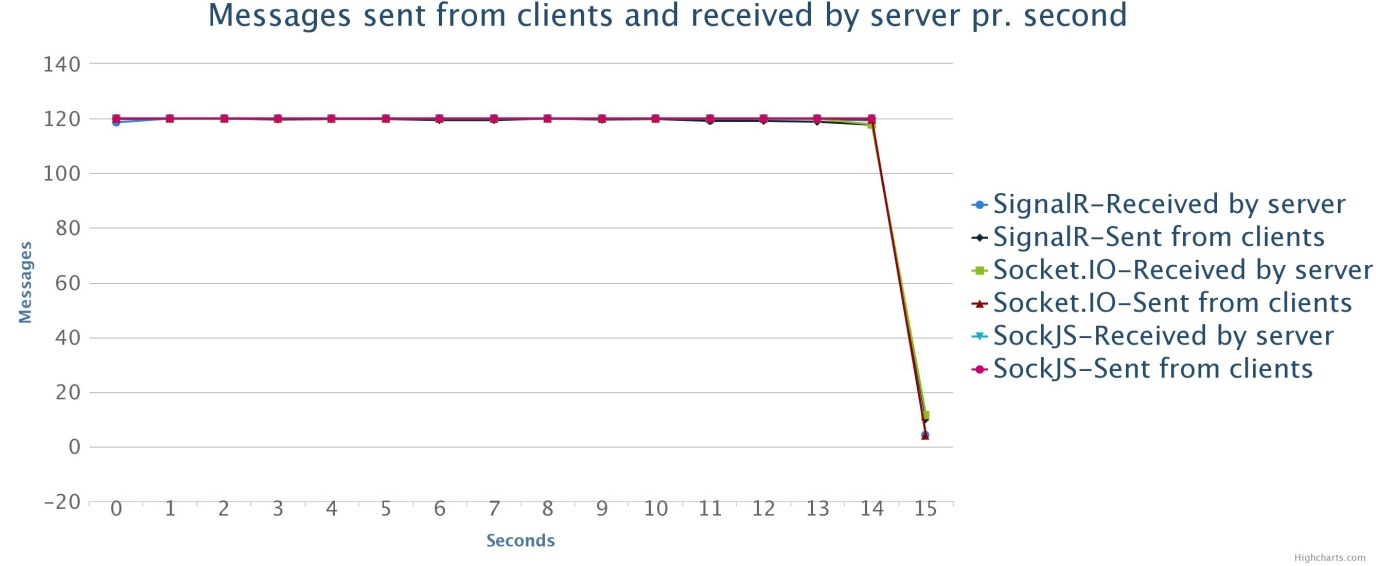 Messages sent from clients and received by server pr. second
140
120
100
80
60
40
20
0
−20
Messages
0 1 2 3 4 5 6 7 8 9 10 11 12 13 14 15
Seconds
SignalR−Received by server
SignalR−Sent from clients
Socket.IO−Received by server
Socket.IO−Sent from clients
SockJS−Received by server
SockJS−Sent from clients
Highcharts.com